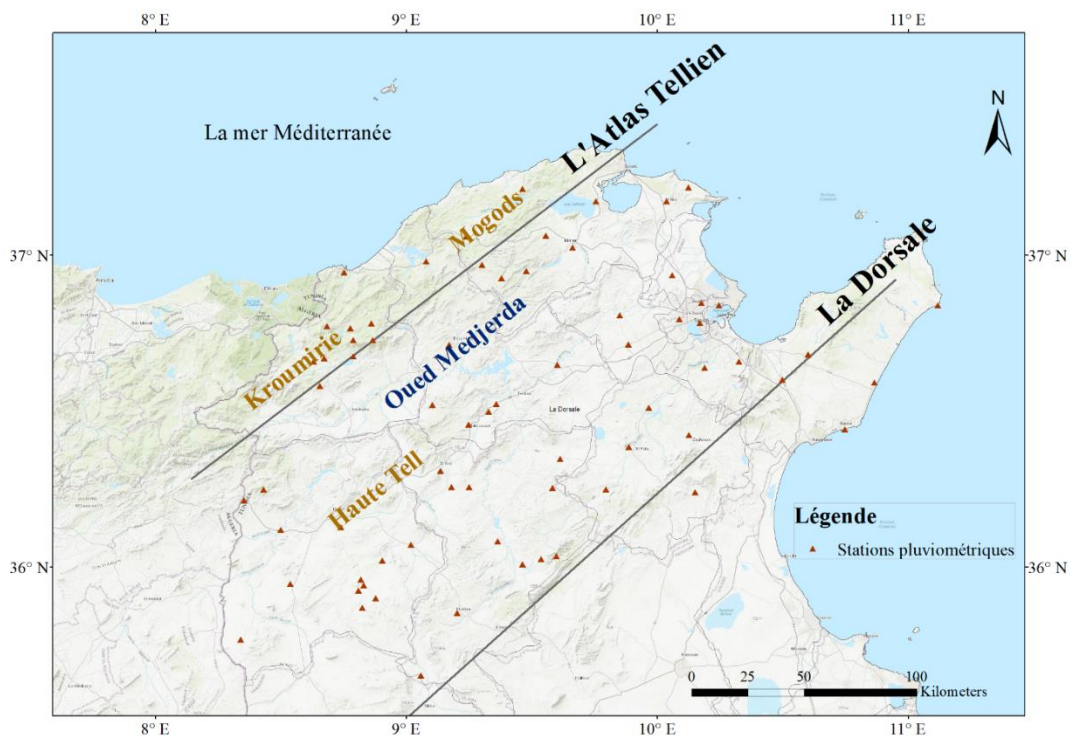 8° E
9° E
10° E
11° E
N
La mer Méditerranée
L'Atlas Tellien
Mogods
La Dorsale
37° N
37° N
Kroumirie
Oued Medjerda
La Dorsale
Haute Tell
Légende
Stations pluviométriques
36° N
36° N
0
25
50
100
Kilometers
8° E
9° E
10° E
11° E